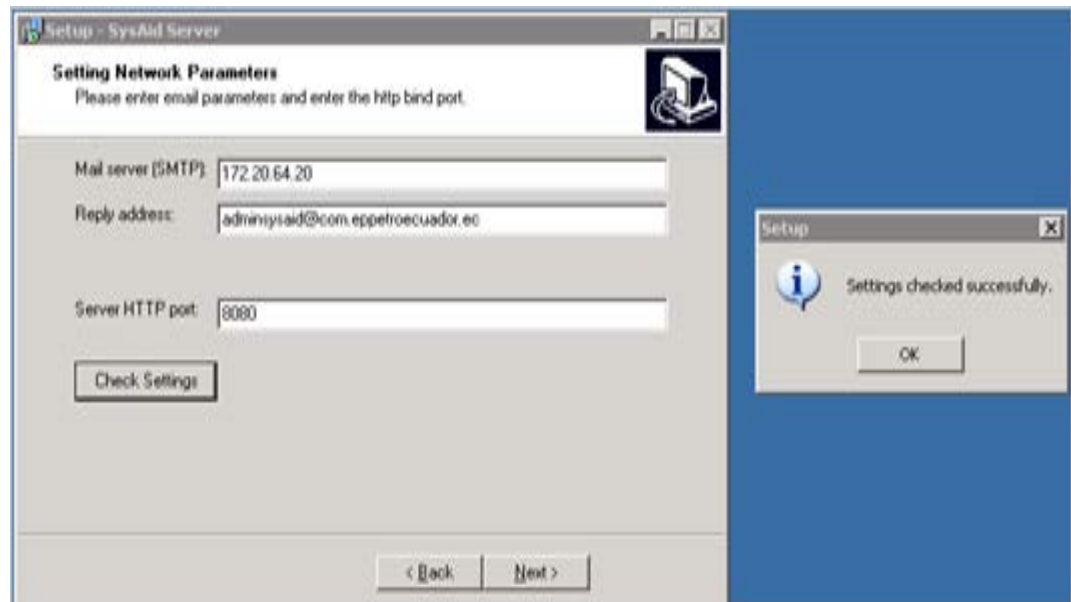 Setup - SysAid Server
Setting Network Parameters
Please enter email parameters and enter the http bind port.
Mail server (SMTP): 172.20.64.20
Reply address: adminsysaid@com.eppetroecuador.ec
Server HTTP port: 8080
Check Settings
< Back
Next >
Setup
Settings checked successfully.
OK